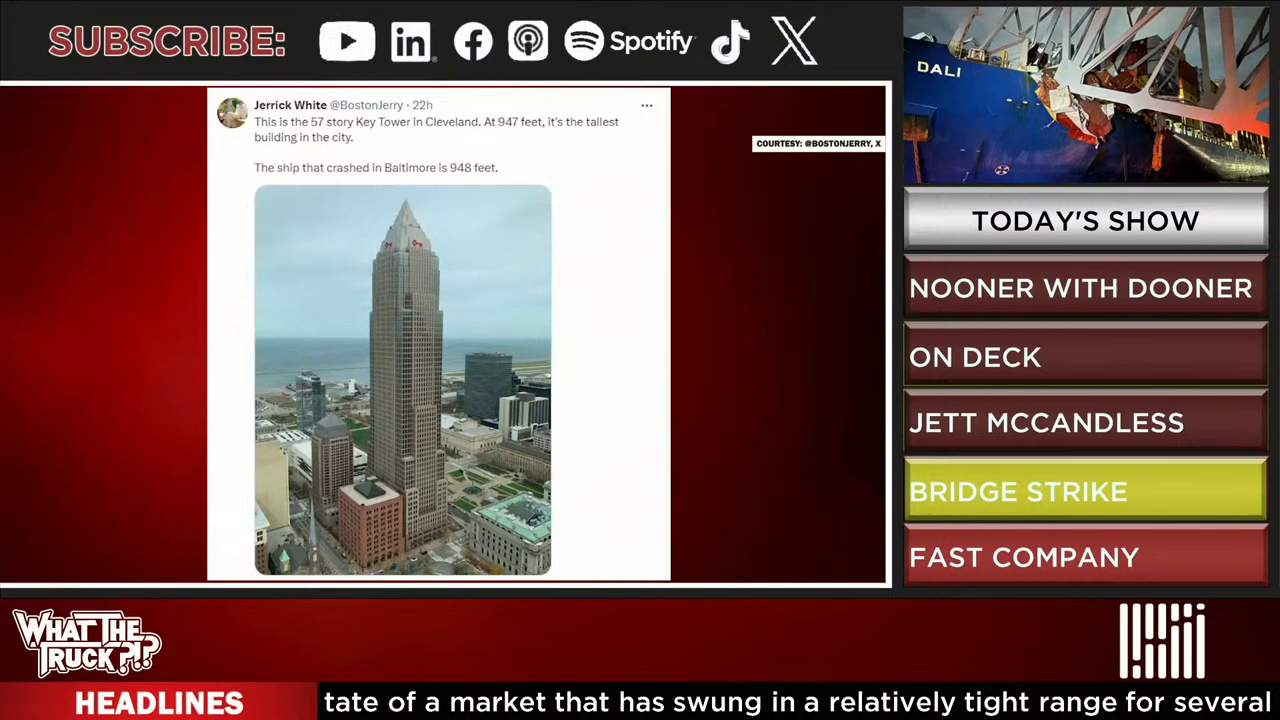 SUBSCRIBE:
Spotify
Jerrick White @BostonJerry · 22h
This is the 57 story Key Tower in Cleveland. At 947 feet, it's the tallest
building in the city.
The ship that crashed in Baltimore is 948 feet.
COURTESY: @BOSTONJERRY, X
DALI
TODAY'S SHOW
NOONER WITH DOONER
ON DECK
JETT MCCANDLESS
BRIDGE STRIKE
FAST COMPANY
WHAT THE
TRUCK?!?
HEADLINES
tate of a market that has swung in a relatively tight range for several